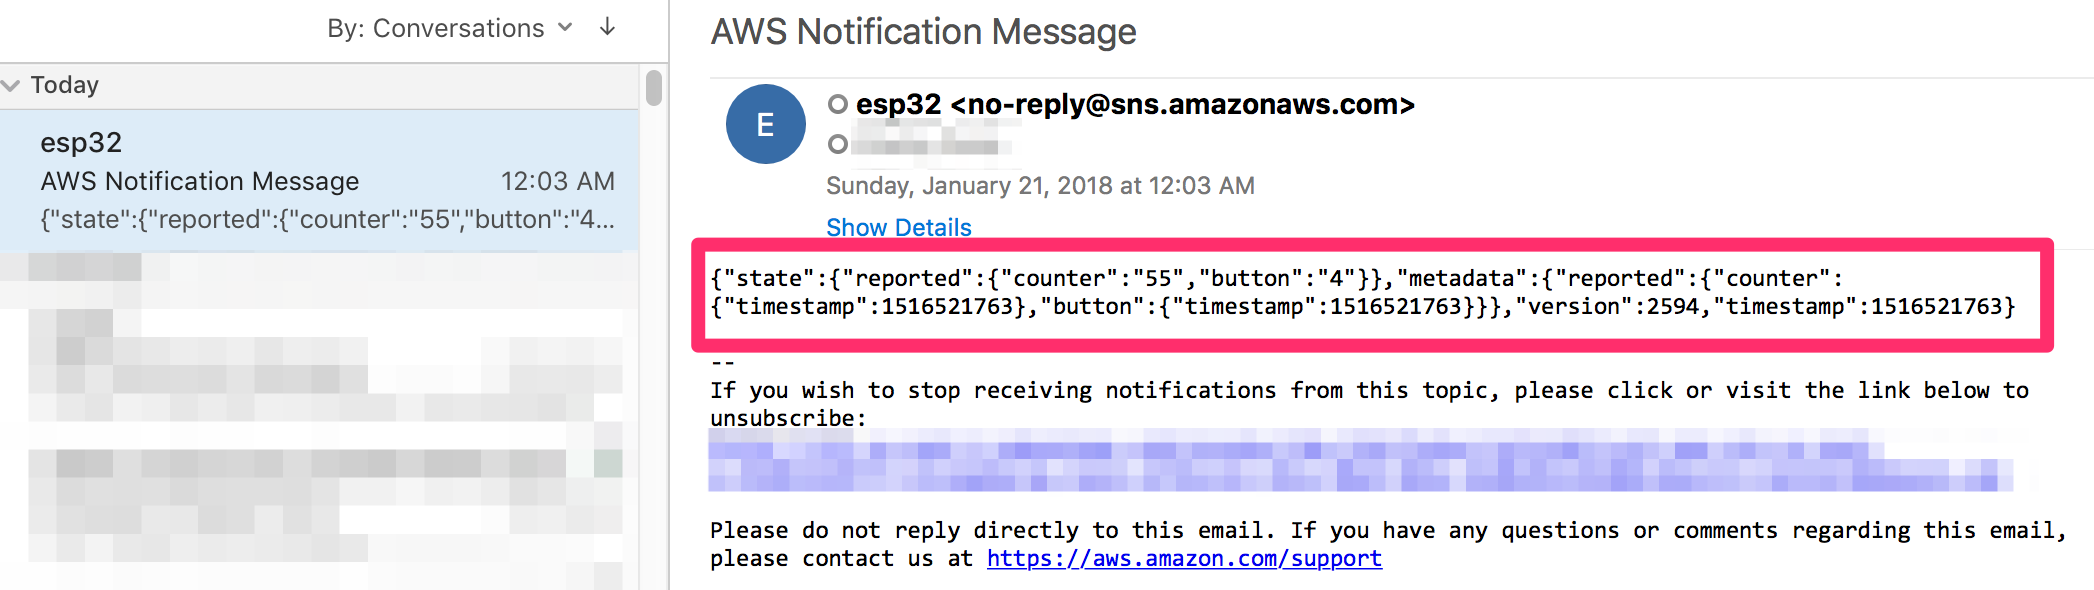 By: Conversations
Today
esp32
AWS Notification Message 12:03 AM
{"state":{"reported":{"counter":"55","button":"4...
AWS Notification Message
E
esp32 <no-reply@sns.amazonaws.com>
Sunday, January 21, 2018 at 12:03 AM
Show Details
{"state":{"reported":{"counter":"55","button":"4"}},"metadata":{"reported":{"counter":
{"timestamp":1516521763},"button":{"timestamp":1516521763}}},"version":2594,"timestamp":1516521763}
--
If you wish to stop receiving notifications from this topic, please click or visit the link below to
unsubscribe:
Please do not reply directly to this email. If you have any questions or comments regarding this email,
please contact us at https://aws.amazon.com/support